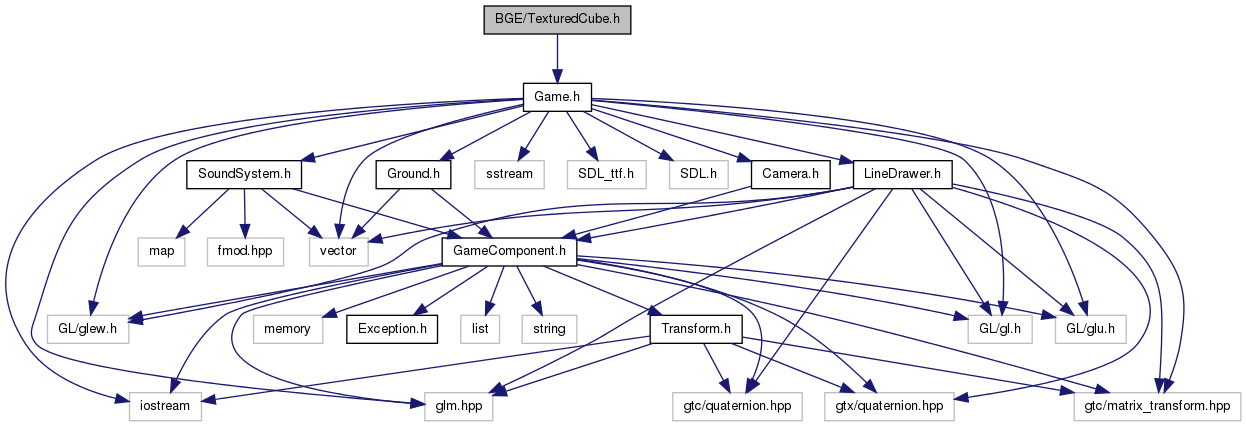 BGE/TexturedCube.h
Game.h
SoundSystem.h
Ground.h
sstream
SDL_ttf.h
SDL.h
Camera.h
LineDrawer.h
map
fmod.hpp
vector
GameComponent.h
GL/glew.h
memory
Exception.h
list
string
Transform.h
GL/gl.h
GL/glu.h
iostream
glm.hpp
gtc/quaternion.hpp
gtx/quaternion.hpp
gtc/matrix_transform.hpp